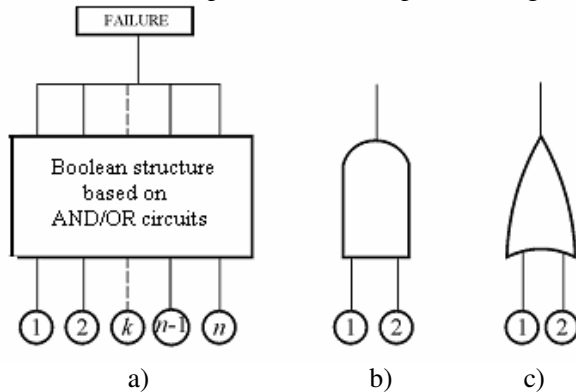 FAILURE
Boolean structure
based on
AND/OR circuits
1 2 k n-1 n
1 2
1 2
a) b) c)